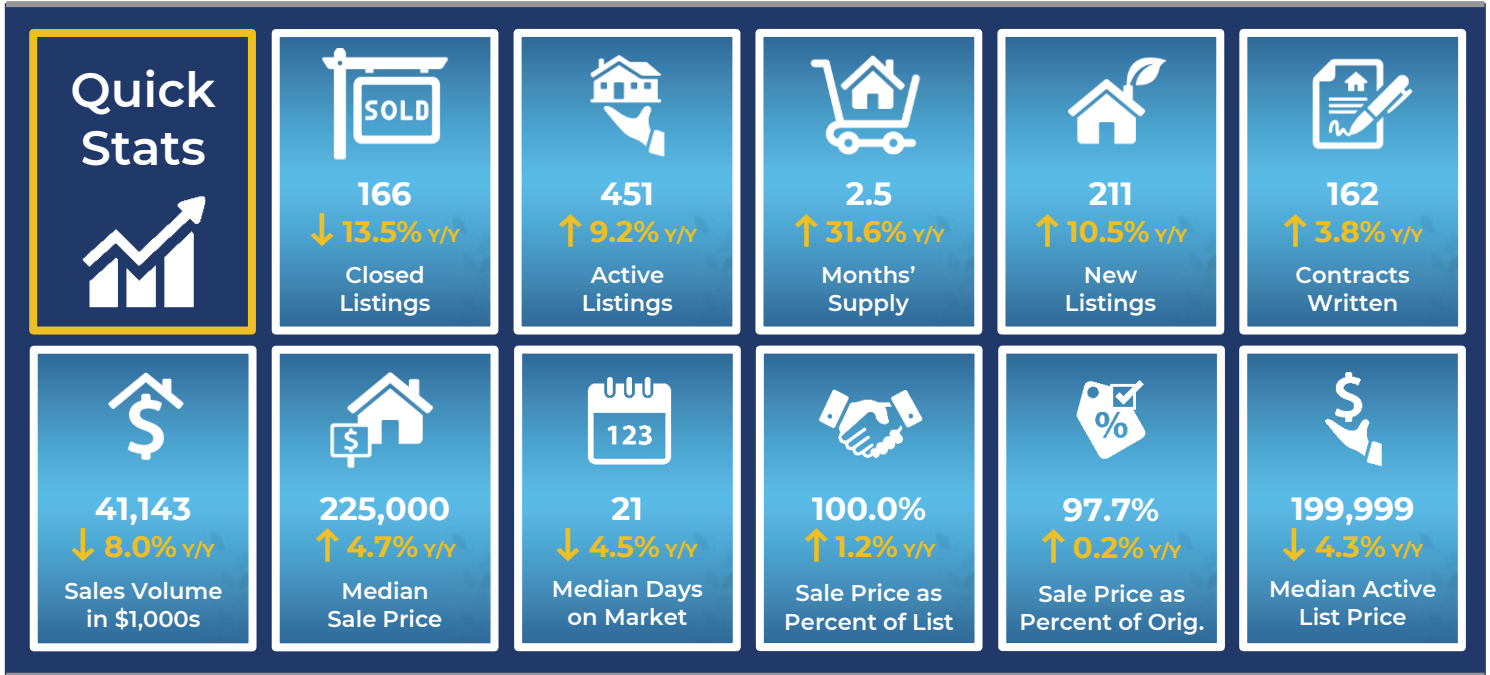 Quick
Stats
SOLD
166
↓ 13.5% Y/Y
Closed
Listings
451
↑ 9.2% Y/Y
Active
Listings
2.5
↑ 31.6% Y/Y
Months’
Supply
211
↑ 10.5% Y/Y
New
Listings
162
↑ 3.8% Y/Y
Contracts
Written
$
41,143
↓ 8.0% Y/Y
Sales Volume
in $1,000s
$
225,000
↑ 4.7% Y/Y
Median
Sale Price
123
21
↓ 4.5% Y/Y
Median Days
on Market
100.0%
↑ 1.2% Y/Y
Sale Price as
Percent of List
%
97.7%
↑ 0.2% Y/Y
Sale Price as
Percent of Orig.
$
199,999
↓ 4.3% Y/Y
Median Active
List Price